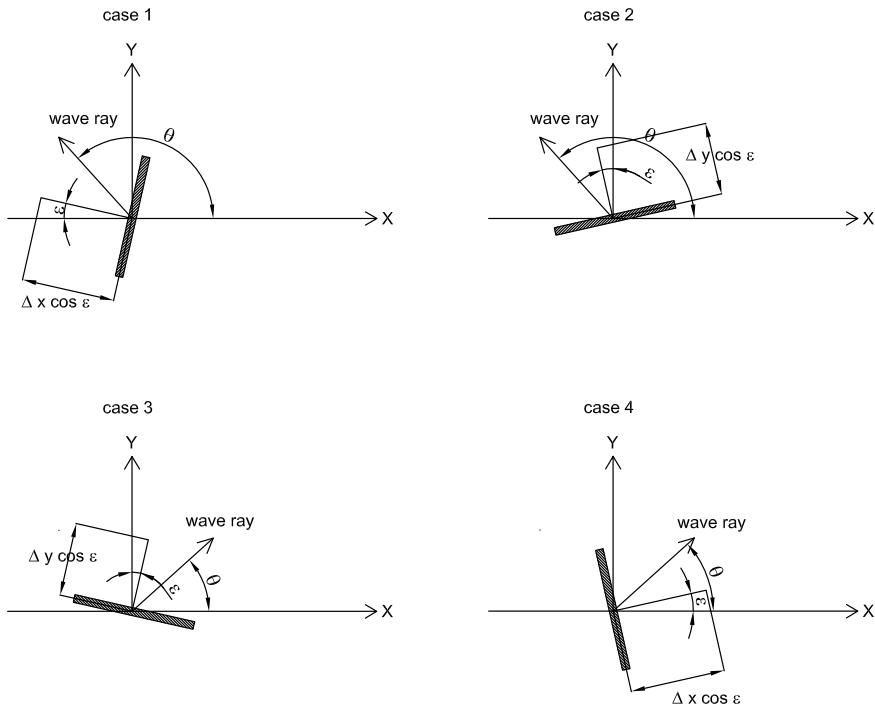 case 1
case 2
Y
Y
wave ray
θ
wave ray
θ
Δ y cos ε
ε
ε
X
X
Δ x cos ε
case 3
case 4
Y
Y
wave ray
wave ray
Δ y cos ε
ε
θ
θ
ε
X
X
Δ x cos ε